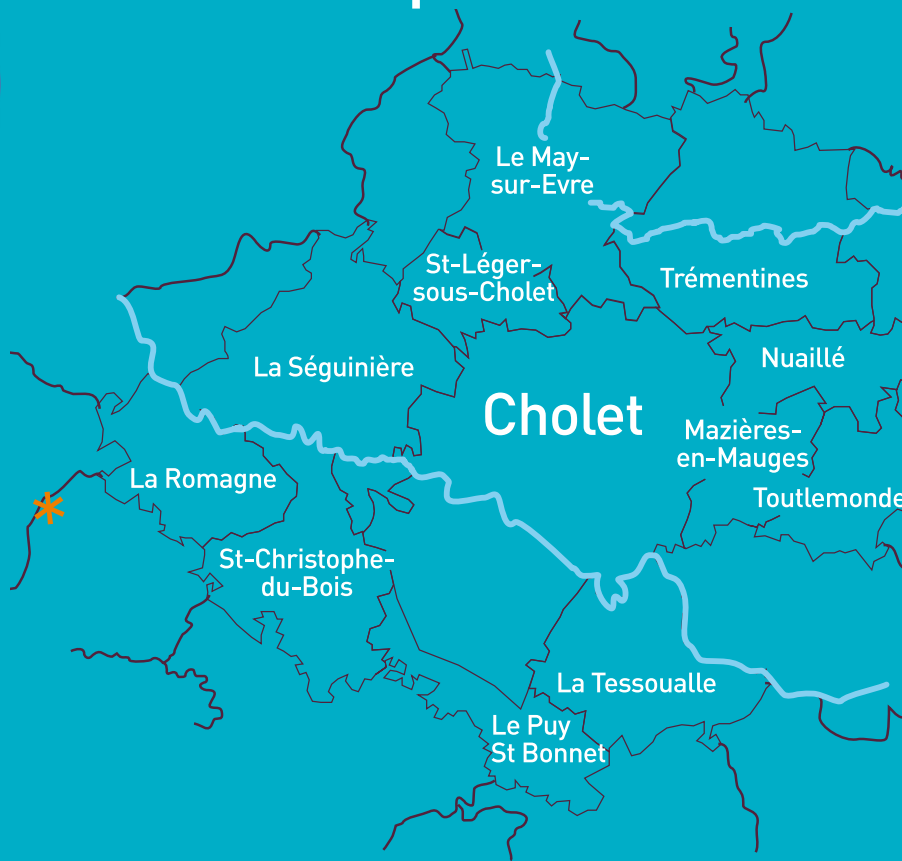 Le May-
sur-Evre
St-Léger-
sous-Cholet
Trémentines
La Séguinière
Nuaillé
Cholet
Mazières-
en-Mauges
La Romagne
Toutlemonde
St-Christophe-
du-Bois
La Tessoualle
Le Puy
St Bonnet